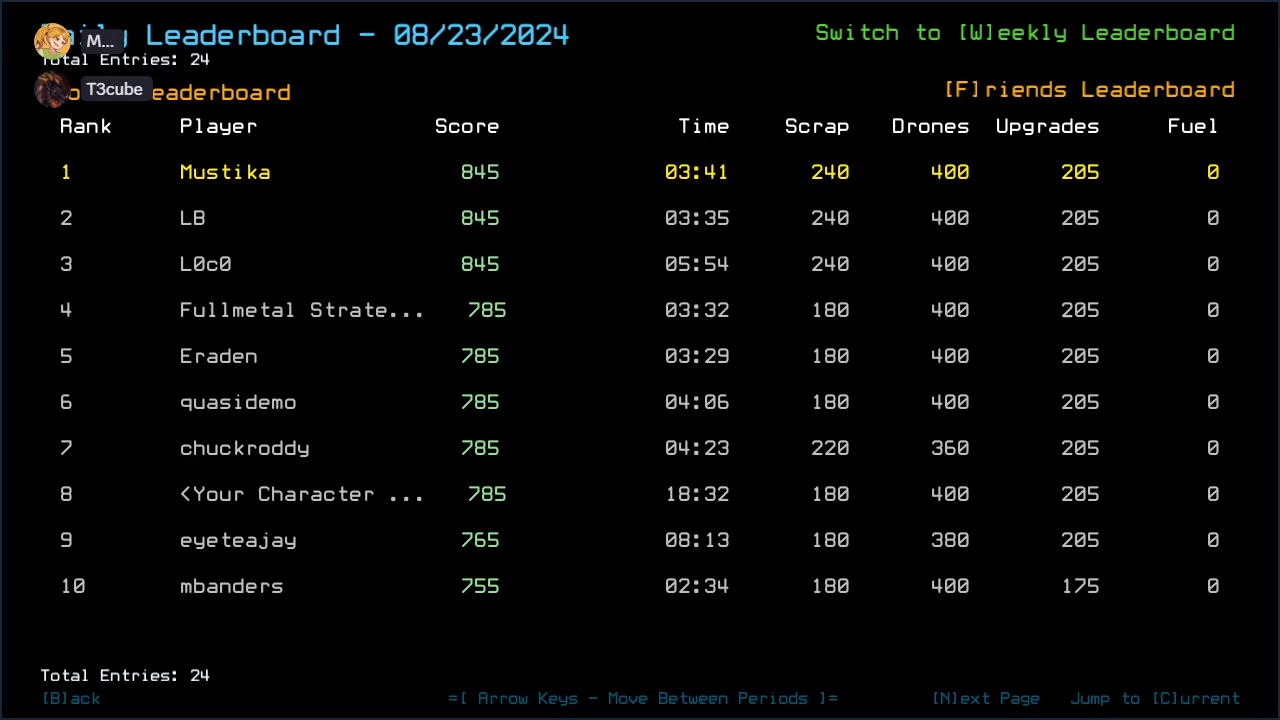 Leaderboard - 08/23/2024
Switch to [W]eekly Leaderboard
M...
Total Entries: 24
T3cube
eaderboard
[F]riends Leaderboard
Rank Player Score Time Scrap Drones Upgrades Fuel
1 Mustika 845 03:41 240 400 205 0
2 LB 845 03:35 240 400 205 0
3 L0c0 845 05:54 240 400 205 0
4 Fullmetal Strate... 785 03:32 180 400 205 0
5 Eraden 785 03:29 180 400 205 0
6 quasidemo 785 04:06 180 400 205 0
7 chuckroddy 785 04:23 220 360 205 0
8 <Your Character ... 785 18:32 180 400 205 0
9 eyeteajay 765 08:13 180 380 205 0
10 mbanders 755 02:34 180 400 175 0
Total Entries: 24
[B]ack =[ Arrow Keys - Move Between Periods ]= [N]ext Page Jump to [C]urrent